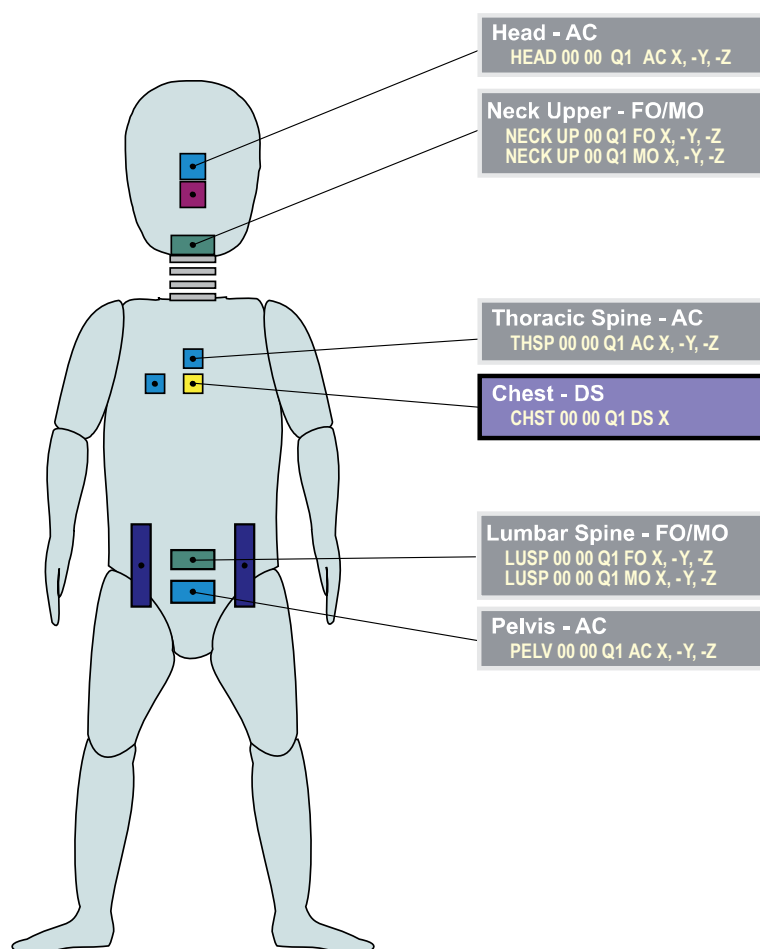 Head - AC
HEAD 00 00 Q1 AC X, -Y, -Z
Neck Upper - FO/MO
NECK UP 00 Q1 FO X, -Y, -Z
NECK UP 00 Q1 MO X, -Y, -Z
Thoracic Spine - AC
THSP 00 00 Q1 AC X, -Y, -Z
Chest - DS
CHST 00 00 Q1 DS X
Lumbar Spine - FO/MO
LUSP 00 00 Q1 FO X, -Y, -Z
LUSP 00 00 Q1 MO X, -Y, -Z
Pelvis - AC
PELV 00 00 Q1 AC X, -Y, -Z